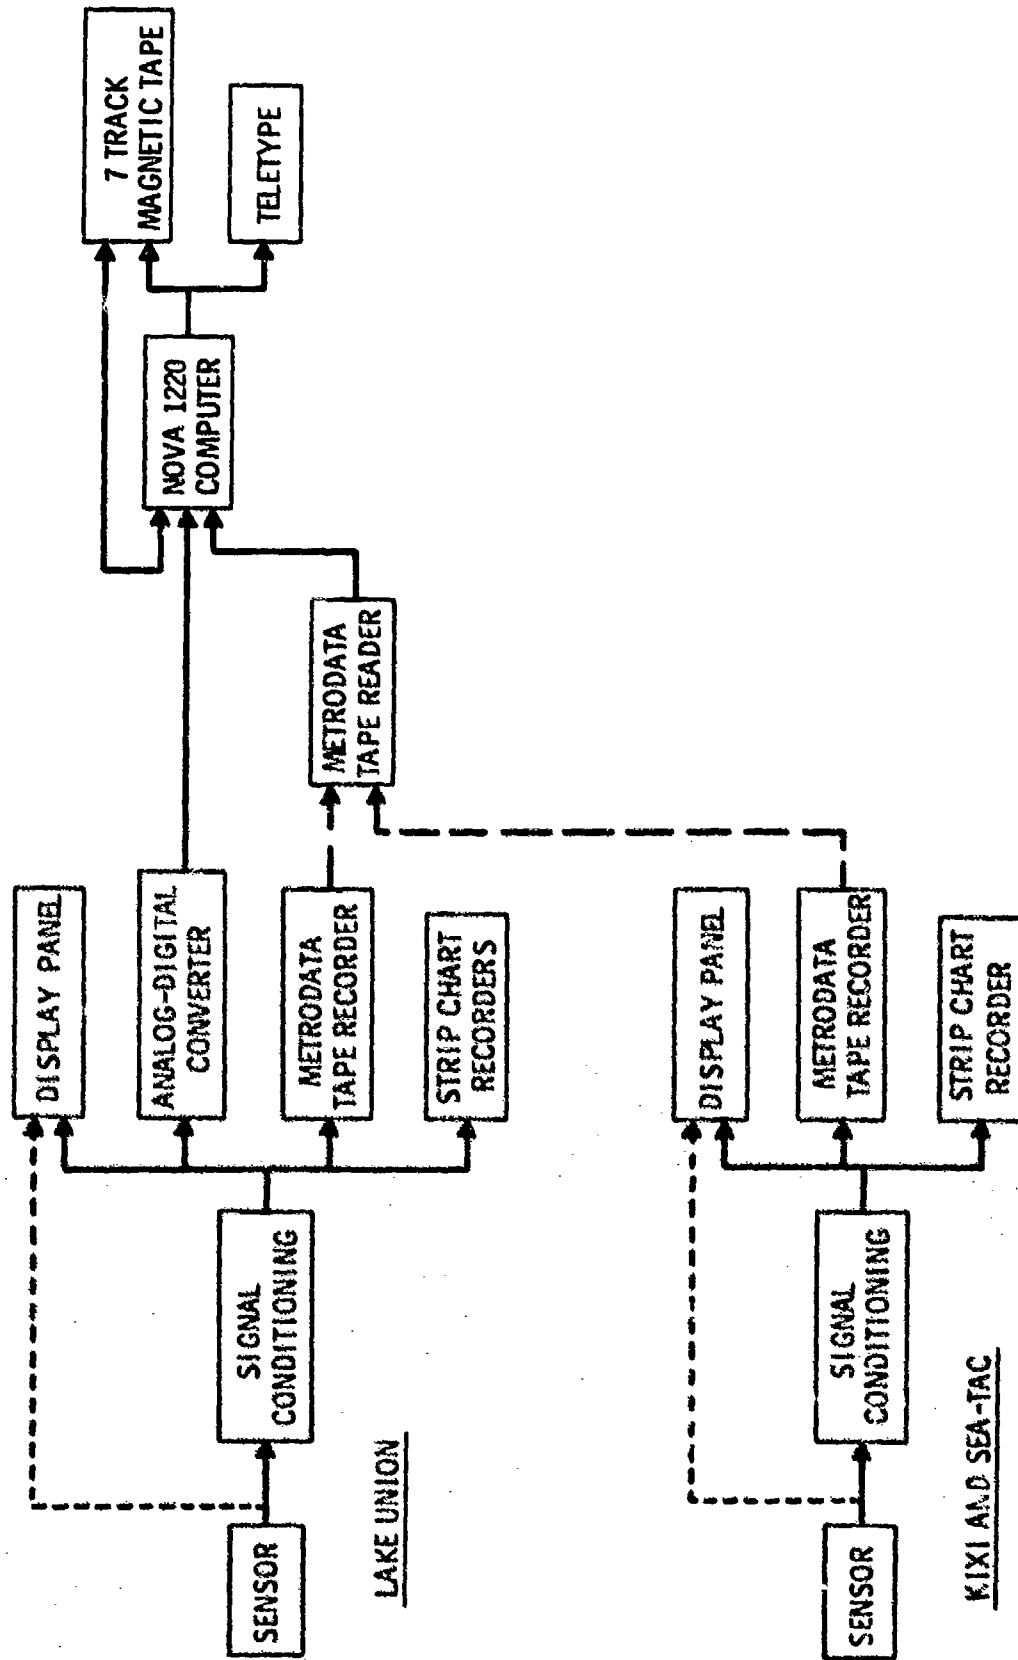 SENSOR
SIGNAL
CONDITIONING
DISPLAY PANEL
ANALOG-DIGITAL
CONVERTER
METRODATA
TAPE RECORDER
STRIP CHART
RECORDERS
METRODATA
TAPE READER
NOVA 1220
COMPUTER
7 TRACK
MAGNETIC TAPE
TELETYPE
LAKE UNION
SENSOR
SIGNAL
CONDITIONING
DISPLAY PANEL
METRODATA
TAPE RECORDER
STRIP CHART
RECORDER
KIXI AND SEA-TAC